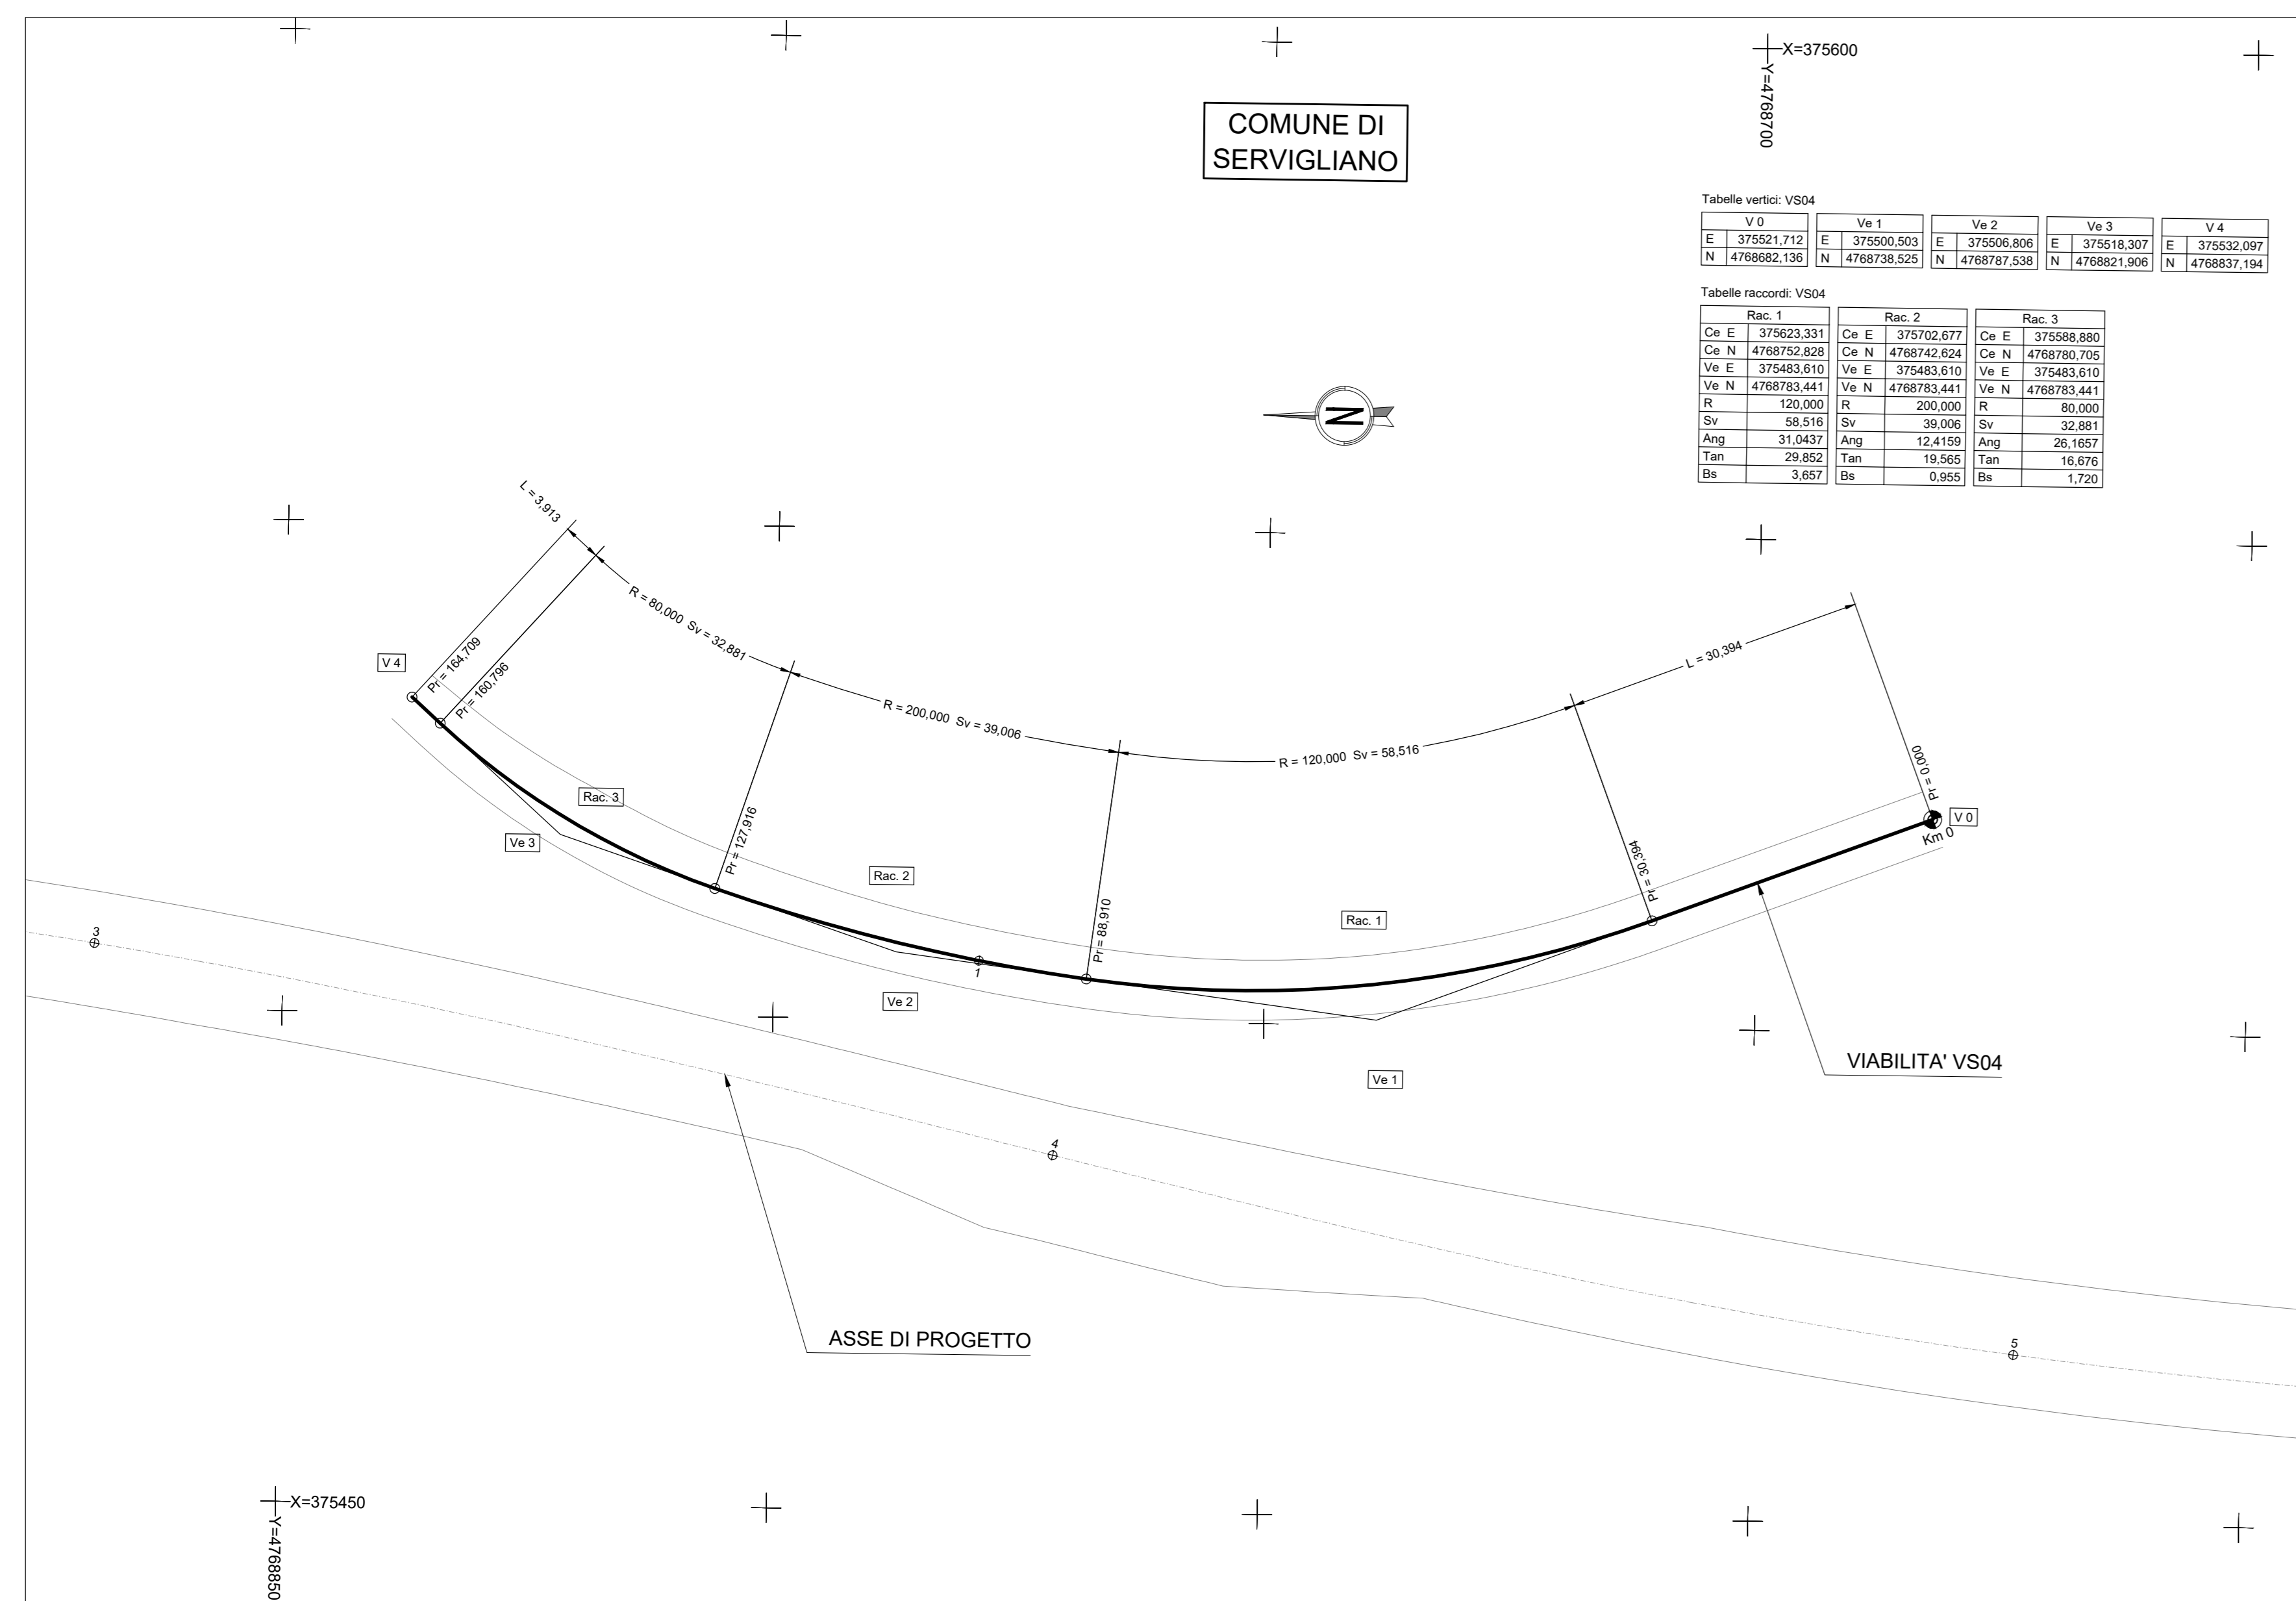 X=375600
Y=4768700
COMUNE DI
SERVIGLIANO
Tabelle vertici: VS04
V 0 Ve 1 Ve 2 Ve 3 V 4
E 375521,712 E 375500,503 E 375506,806 E 375518,307 E 375532,097
N 4768682,136 N 4768738,525 N 4768787,538 N 4768821,906 N 4768837,194
Tabelle raccordi: VS04
Rac. 1 Rac. 2 Rac. 3
Ce E 375623,331 Ce E 375702,677 Ce E 375588,880
Ce N 4768752,828 Ce N 4768742,624 Ce N 4768780,705
Ve E 375483,610 Ve E 375483,610 Ve E 375483,610
Ve N 4768783,441 Ve N 4768783,441 Ve N 4768783,441
R 120,000 R 200,000 R 80,000
Sv 58,516 Sv 39,006 Sv 32,881
Ang 31,0437 Ang 12,4159 Ang 26,1657
Tan 29,852 Tan 19,565 Tan 16,676
Bs 3,657 Bs 0,955 Bs 1,720
N
L = 3,913
R = 80,000 Sv = 32,881
R = 200,000 Sv = 39,006
R = 120,000 Sv = 58,516
L = 30,394
V 4
Pr = 164,709
Pr = 160,796
Pr = 127,916
Pr = 88,910
Pr = 30,394
Pr = 0,000
V 0
Km 0
Rac. 3
Ve 3
Rac. 2
Rac. 1
3
1
Ve 2
Ve 1
VIABILITA' VS04
4
ASSE DI PROGETTO
5
X=375450
Y=4768850